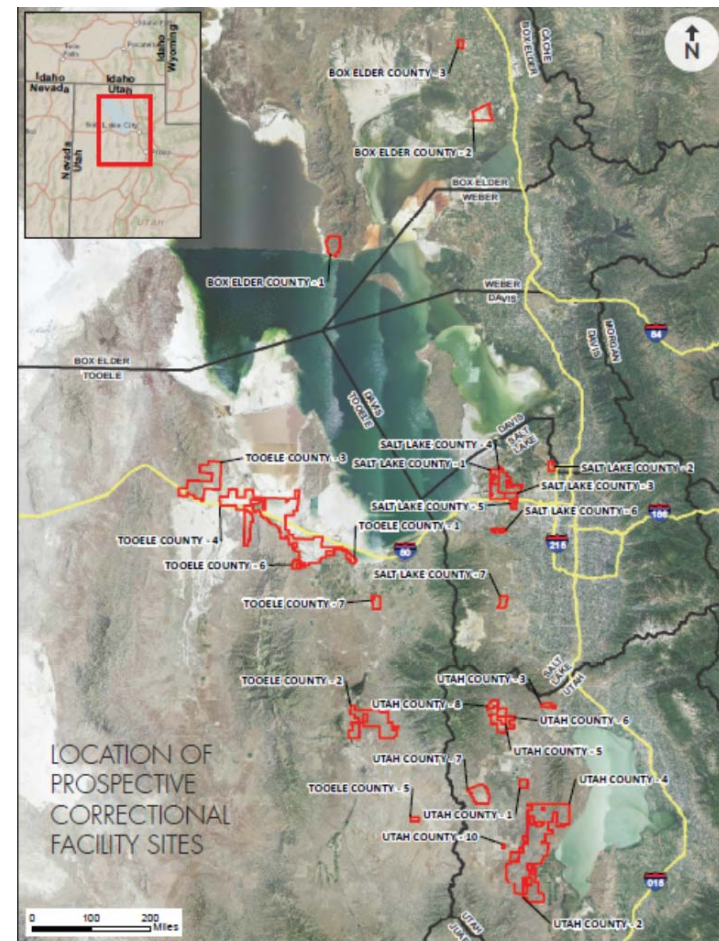 N
Idaho Falls
Twin Falls
Pocatello
Idaho
Wyoming
Idaho
Nevada
Idaho
Utah
Salt Lake City
Provo
Nevada
Utah
UTAH
CACHE
BOX ELDER
BOX ELDER COUNTY - 3
BOX ELDER COUNTY - 2
BOX ELDER
WEBER
BOX ELDER COUNTY - 1
WEBER
DAVIS
MORGAN
DAVIS
84
BOX ELDER
TOOELE
DAVIS
TOOELE
DAVIS
SALT LAKE
SALT LAKE COUNTY - 4
TOOELE COUNTY - 3
SALT LAKE COUNTY - 1
SALT LAKE COUNTY - 2
SALT LAKE COUNTY - 3
SALT LAKE COUNTY - 5
SALT LAKE COUNTY - 6
TOOELE COUNTY - 1
TOOELE COUNTY - 4
80
215
TOOELE COUNTY - 6
SALT LAKE COUNTY - 7
TOOELE COUNTY - 7
SALT LAKE
UTAH
TOOELE COUNTY - 2
UTAH COUNTY - 3
UTAH COUNTY - 8
UTAH COUNTY - 6
UTAH COUNTY - 5
UTAH COUNTY - 7
UTAH COUNTY - 4
TOOELE COUNTY - 5
UTAH COUNTY - 1
UTAH COUNTY - 10
015
UTAH COUNTY - 2
UTAH
LOCATION OF
PROSPECTIVE
CORRECTIONAL
FACILITY SITES
0 100 200
Miles